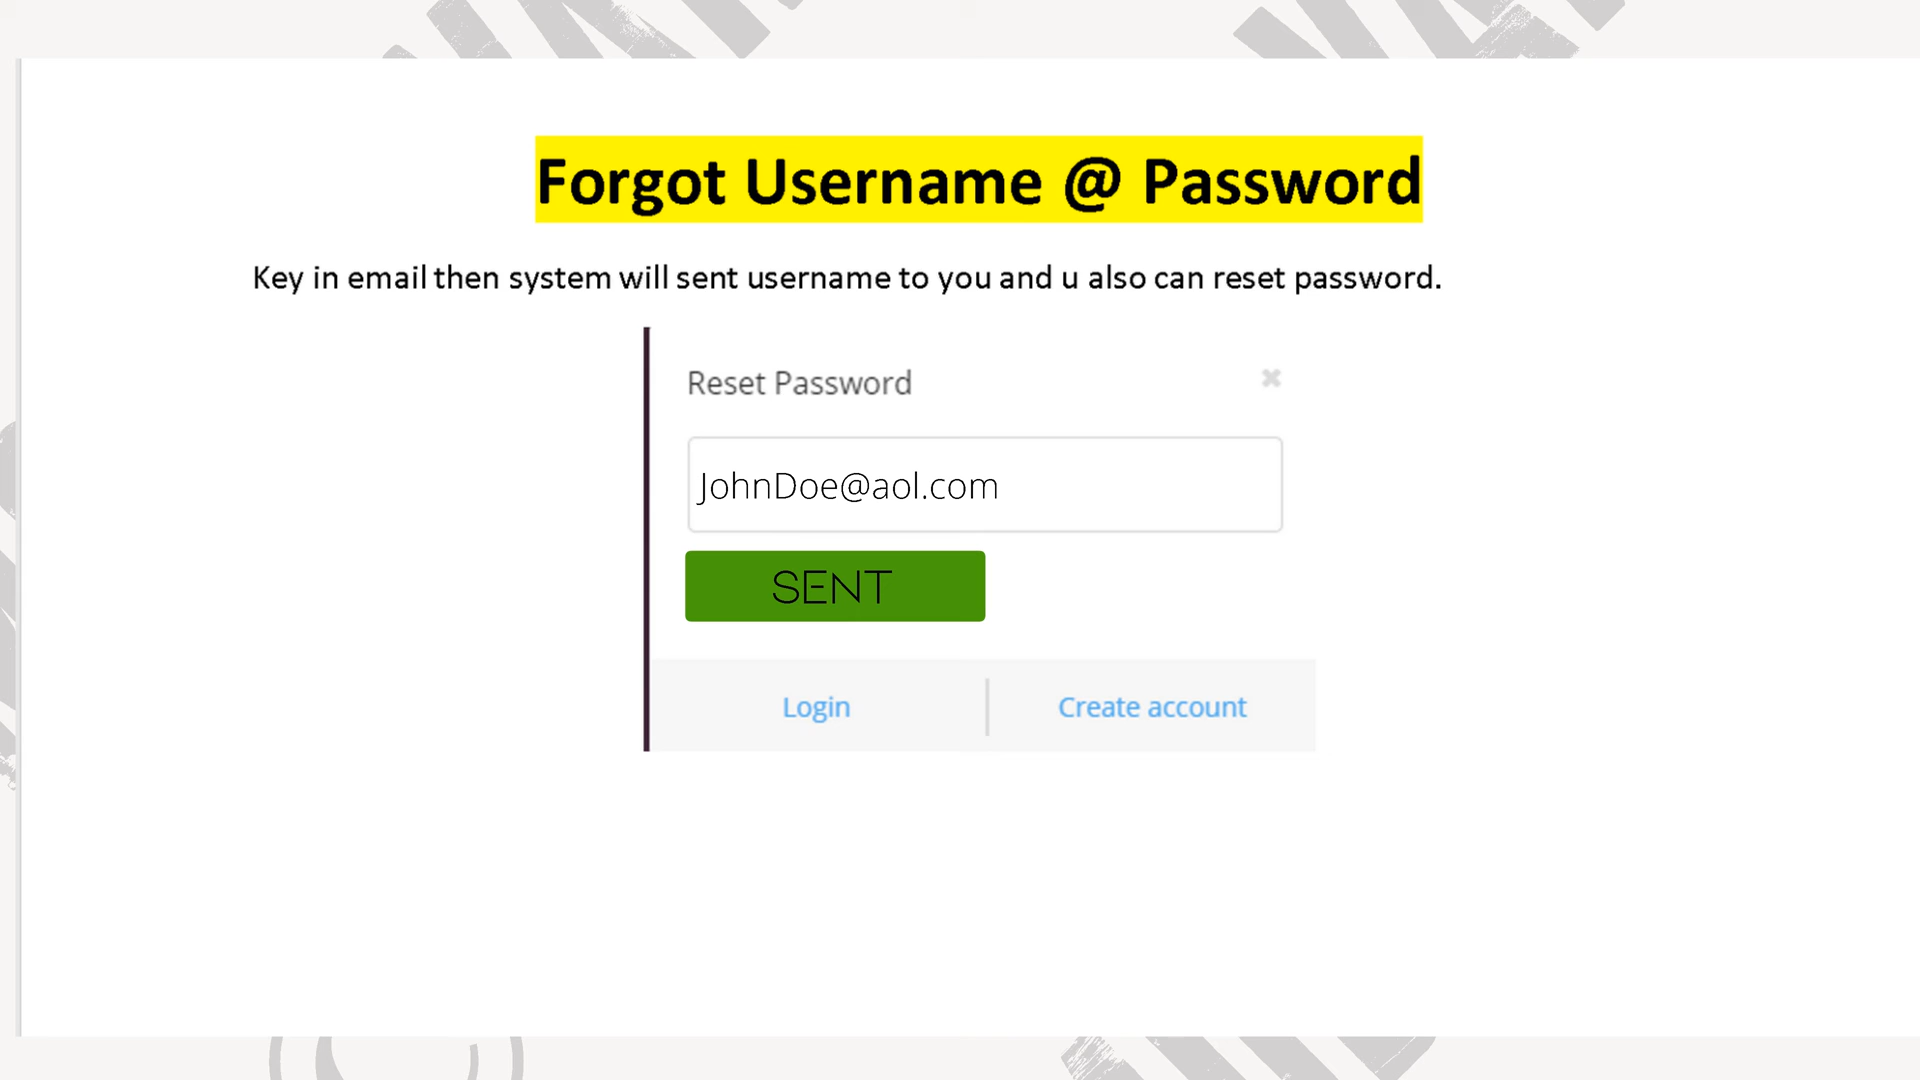 Forgot Username @ Password
Key in email then system will sent username to you and u also can reset password.
Reset Password
JohnDoe@aol.com
SENT
Login
Create account